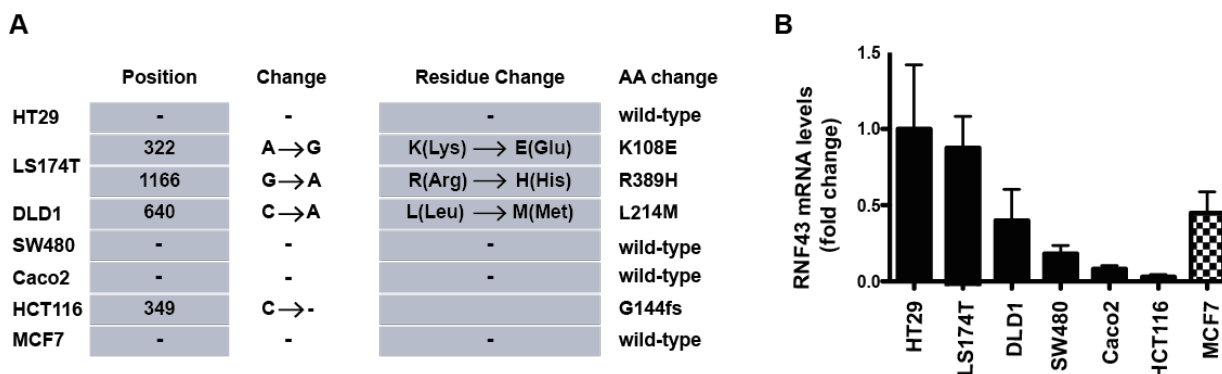 A
Position Change Residue Change AA change
HT29 - - - wild-type
LS174T
322 A→G K(Lys) → E(Glu) K108E
1166 G→A R(Arg) → H(His) R389H
DLD1 640 C→A L(Leu) → M(Met) L214M
SW480 - - - wild-type
Caco2 - - - wild-type
HCT116 349 C→- G144fs
MCF7 - - - wild-type
B
RNF43 mRNA levels
(fold change)
1.5
1.0
0.5
0.0
HT29
LS174T
DLD1
SW480
Caco2
HCT116
MCF7